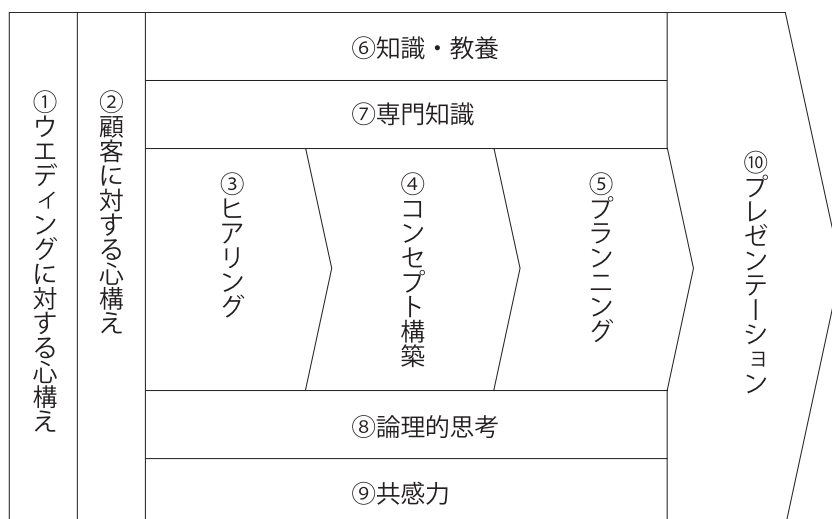 ①ウエディングに対する心構え
②顧客に対する心構え
③ヒアリング
④コンセプト構築
⑤プランニング
⑥知識・教養
⑦専門知識
⑧論理的思考
⑨共感力
⑩プレゼンテーション